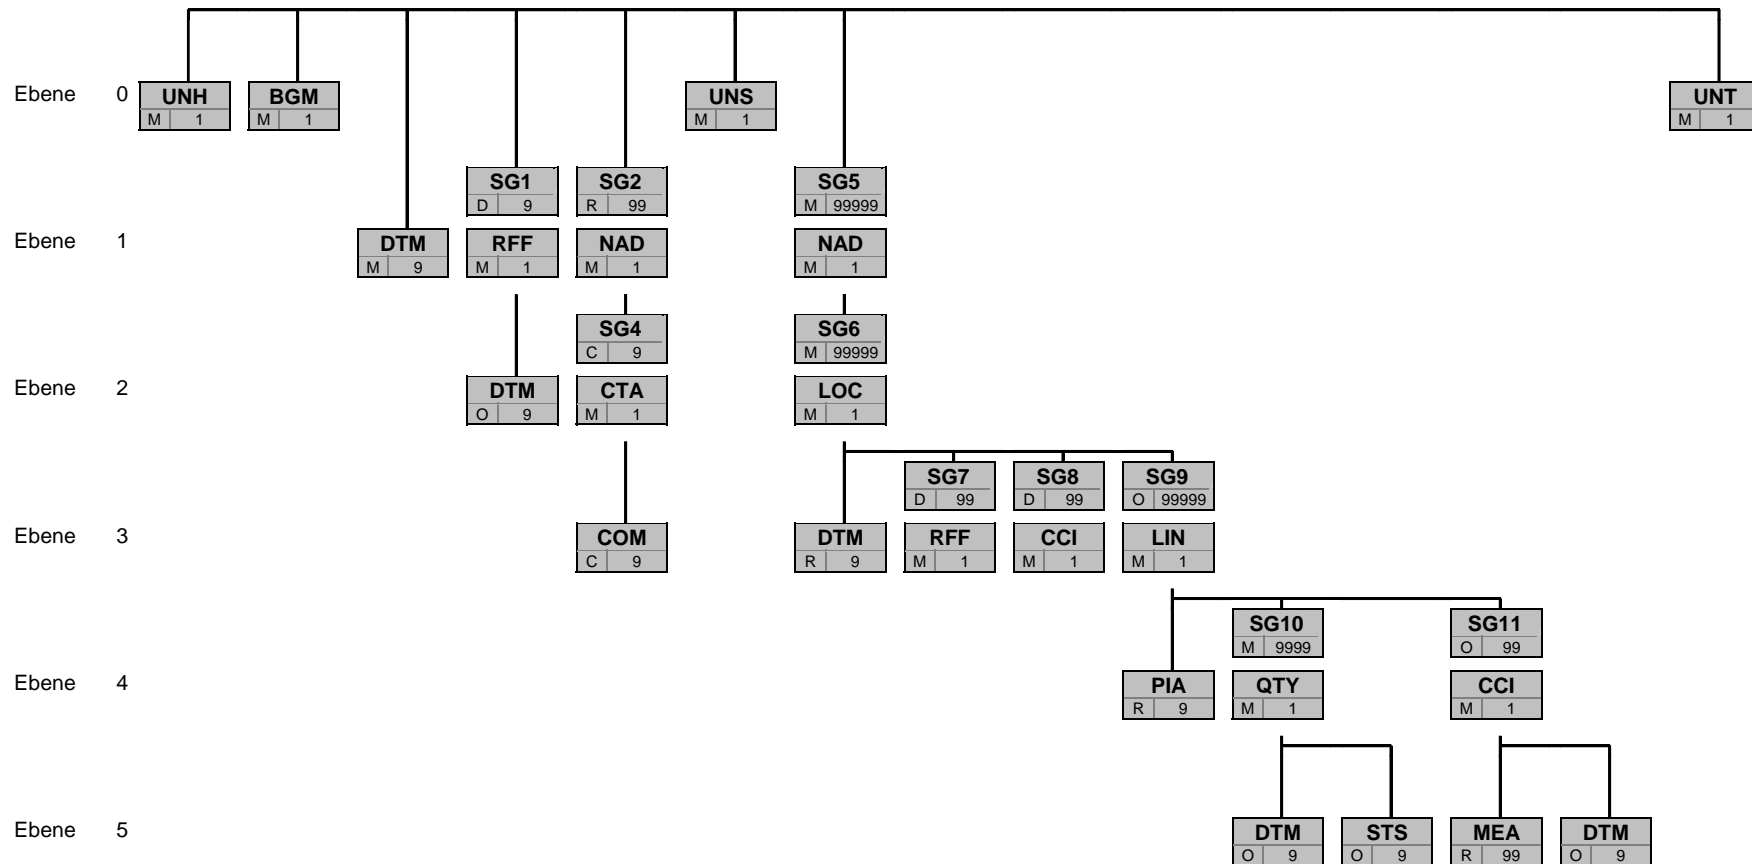 Ebene 0 UNH BGM UNS UNT
M 1 M 1 M 1 M 1
SG1 SG2 SG5
D 9 R 99 M 99999
Ebene 1 DTM RFF NAD NAD
M 9 M 1 M 1 M 1
SG4 SG6
C 9 M 99999
Ebene 2 DTM CTA LOC
O 9 M 1 M 1
SG7 SG8 SG9
D 99 D 99 O 99999
Ebene 3 COM DTM RFF CCI LIN
C 9 R 9 M 1 M 1 M 1
SG10 SG11
M 9999 O 99
Ebene 4 PIA QTY CCI
R 9 M 1 M 1
Ebene 5 DTM STS MEA DTM
O 9 O 9 R 99 O 9